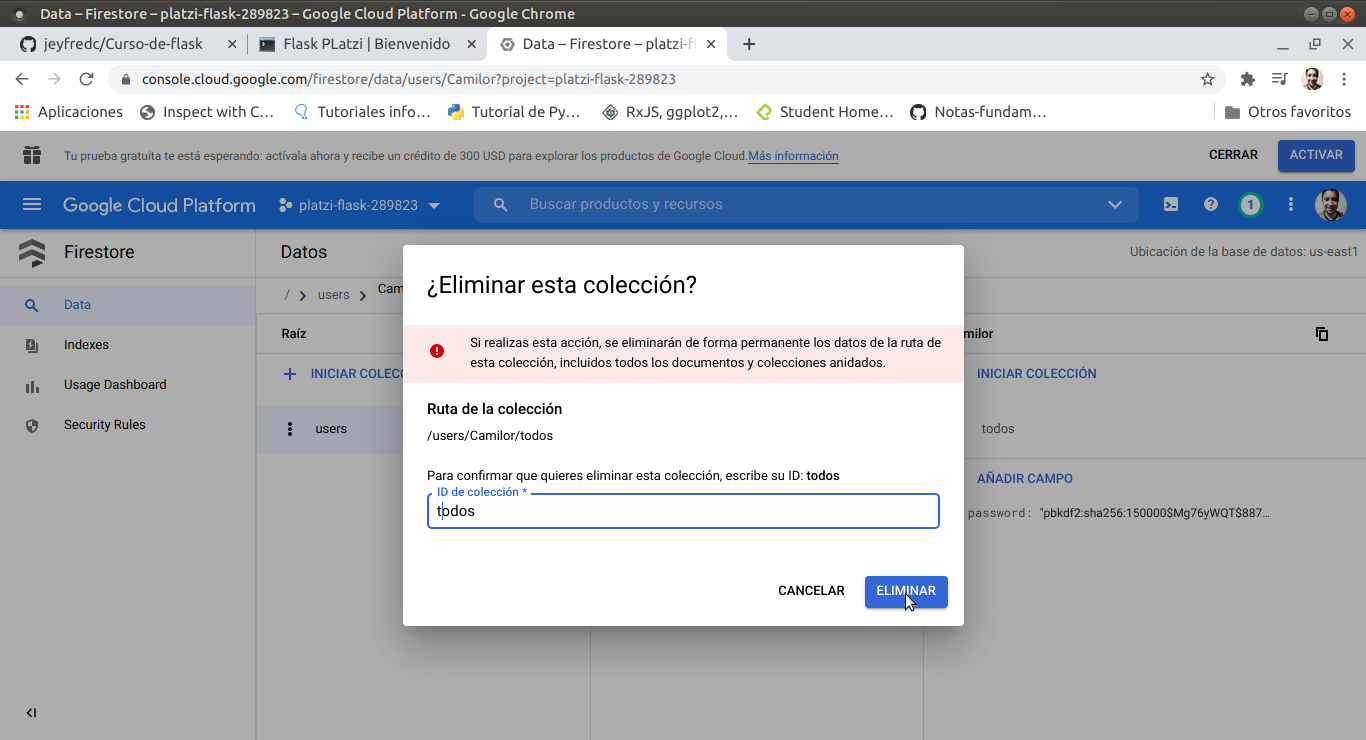 Data – Firestore – platzi-flask-289823 – Google Cloud Platform - Google Chrome
jeyfredc/Curso-de-flask
Flask PLatzi | Bienvenido
Data – Firestore – platzi-fl
console.cloud.google.com/firestore/data/users/Camilor?project=platzi-flask-289823
Aplicaciones
Inspect with C…
Tutoriales info…
Tutorial de Py…
RxJS, ggplot2,…
Student Home…
Notas-fundam…
Otros favoritos
Tu prueba gratuita te está esperando: actívala ahora y recibe un crédito de 300 USD para explorar los productos de Google Cloud.Más información
CERRAR
ACTIVAR
Google Cloud Platform
platzi-flask-289823
Buscar productos y recursos
1
Firestore
Datos
Ubicación de la base de datos: us-east1
Data
Indexes
Usage Dashboard
Security Rules
/
users
Cam
Raíz
milor
INICIAR COLECC
INICIAR COLECCIÓN
users
todos
AÑADIR CAMPO
password: "pbkdf2:sha256:150000$Mg76yWQT$887…
¿Eliminar esta colección?
Si realizas esta acción, se eliminarán de forma permanente los datos de la ruta de
esta colección, incluidos todos los documentos y colecciones anidados.
Ruta de la colección
/users/Camilor/todos
Para confirmar que quieres eliminar esta colección, escribe su ID: todos
ID de colección *
todos
CANCELAR
ELIMINAR